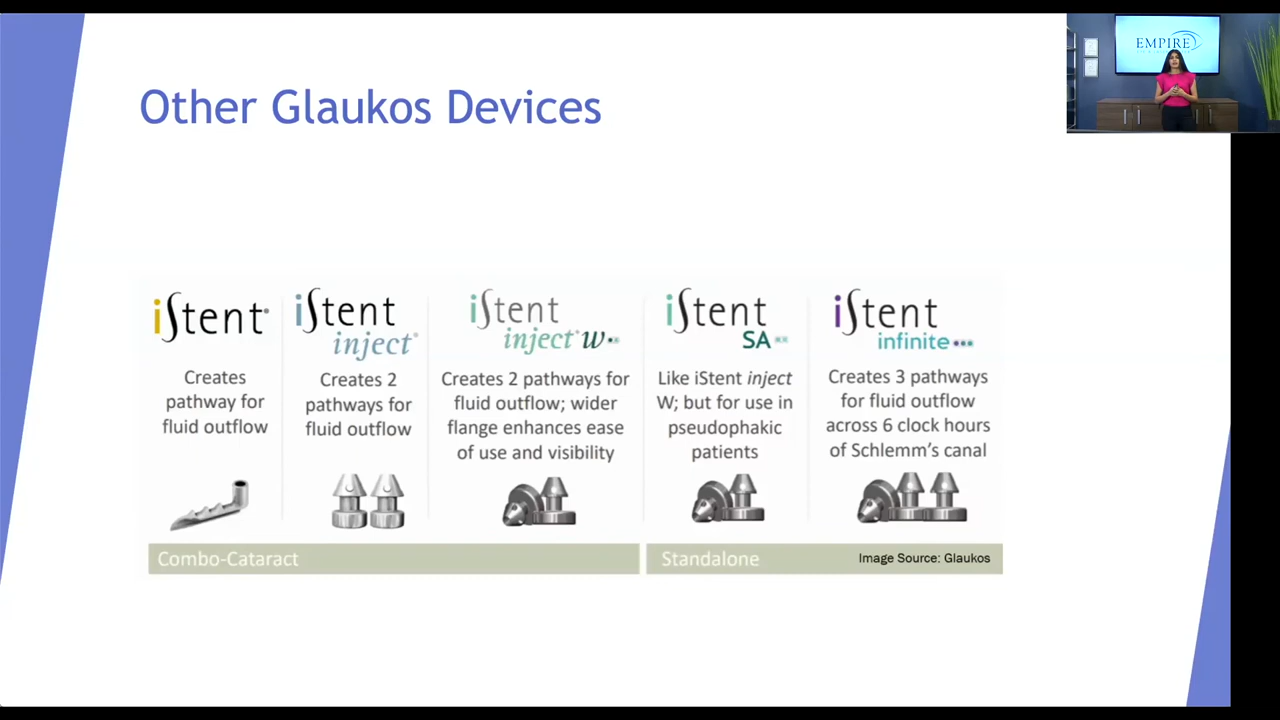 EMPIRE
Other Glaukos Devices
iStent®
Creates
pathway for
fluid outflow
iStent
inject®
Creates 2
pathways for
fluid outflow
iStent
inject® W
Creates 2 pathways for
fluid outflow; wider
flange enhances ease
of use and visibility
iStent
SA
Like iStent inject
W; but for use in
pseudophakic
patients
iStent
infinite
Creates 3 pathways
for fluid outflow
across 6 clock hours
of Schlemm's canal
Combo-Cataract
Standalone
Image Source: Glaukos